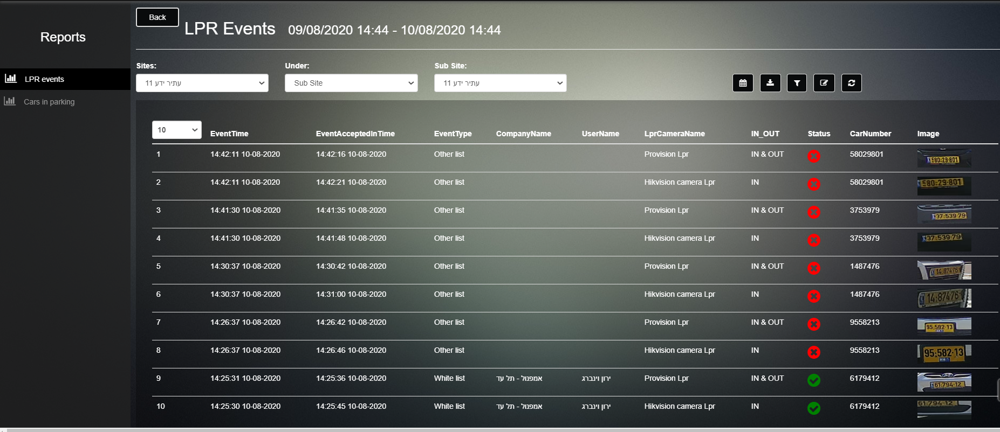 Back
Reports
LPR Events 09/08/2020 14:44 - 10/08/2020 14:44
LPR events
Cars in parking
Sites: Under: Sub Site:
עתיר ידע 11 Sub Site עתיר ידע 11
10 EventTime EventAcceptedInTime EventType CompanyName UserName LprCameraName IN_OUT Status CarNumber Image
1 14:42:11 10-08-2020 14:42:16 10-08-2020 Other list Provision Lpr IN & OUT 58029801 580:29:801
2 14:42:11 10-08-2020 14:42:21 10-08-2020 Other list Hikvision camera Lpr IN 58029801 580-29-801
3 14:41:30 10-08-2020 14:41:35 10-08-2020 Other list Provision Lpr IN & OUT 3753979 37:539 79
4 14:41:30 10-08-2020 14:41:48 10-08-2020 Other list Hikvision camera Lpr IN 3753979 37.539 79
5 14:30:37 10-08-2020 14:30:42 10-08-2020 Other list Provision Lpr IN & OUT 1487476 14-87476
6 14:30:37 10-08-2020 14:31:00 10-08-2020 Other list Hikvision camera Lpr IN 1487476 14:87476
7 14:26:37 10-08-2020 14:26:42 10-08-2020 Other list Provision Lpr IN & OUT 9558213 95-582-13
8 14:26:37 10-08-2020 14:26:46 10-08-2020 Other list Hikvision camera Lpr IN 9558213 95-582-13
9 14:25:31 10-08-2020 14:25:36 10-08-2020 White list אמפנול - תל עד ירון וינברג Provision Lpr IN & OUT 6179412 61.794 12
10 14:25:30 10-08-2020 14:25:45 10-08-2020 White list אמפנול - תל עד ירון וינברג Hikvision camera Lpr IN 6179412 61-794-12